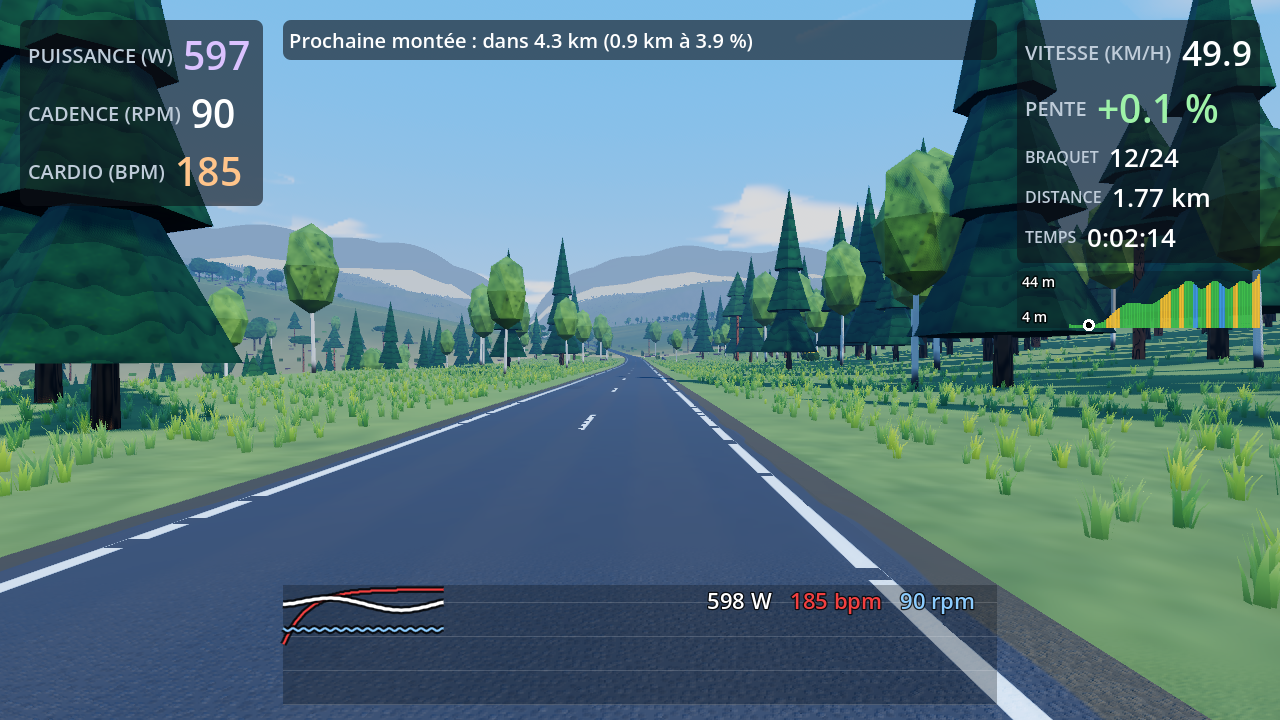 PUISSANCE (W) 597
CADENCE (RPM) 90
CARDIO (BPM) 185
Prochaine montée : dans 4.3 km (0.9 km à 3.9 %)
VITESSE (KM/H) 49.9
PENTE +0.1 %
BRAQUET 12/24
DISTANCE 1.77 km
TEMPS 0:02:14
44 m
4 m
598 W 185 bpm 90 rpm